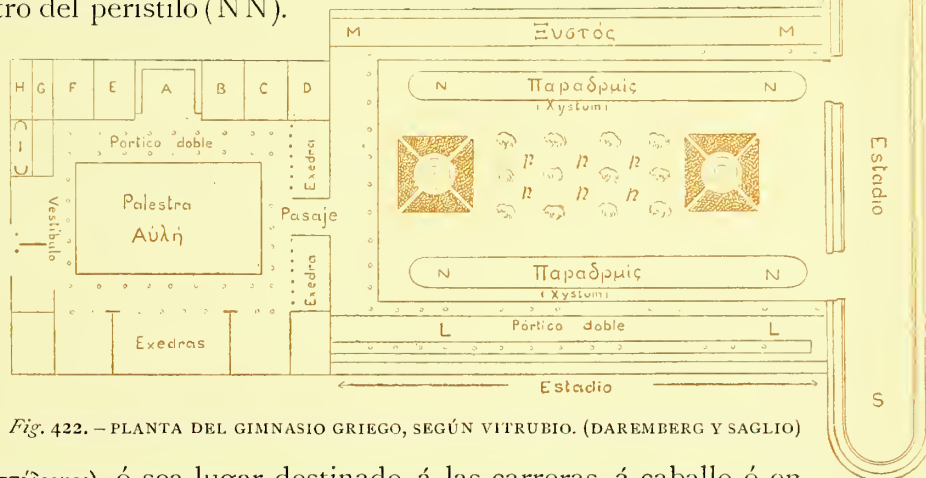 tro del peristilo (N N).
M Ξυστός M
H G F E A B C D
N Παραδρμίς N
(Xystum)
Pórtico doble
Exedra
n n n
n n n
Estadio
Palestra
Αὐλή
Vestíbulo
Pasaje
Exedra
N Παραδρμίς N
(Xystum)
L Pórtico doble L
Exedras
Estadio
S
Fig. 422. – PLANTA DEL GIMNASIO GRIEGO, SEGÚN VITRUBIO. (DAREMBERG Y SAGLIO)
ó sea lugar destinado á las carreras á caballo ó en